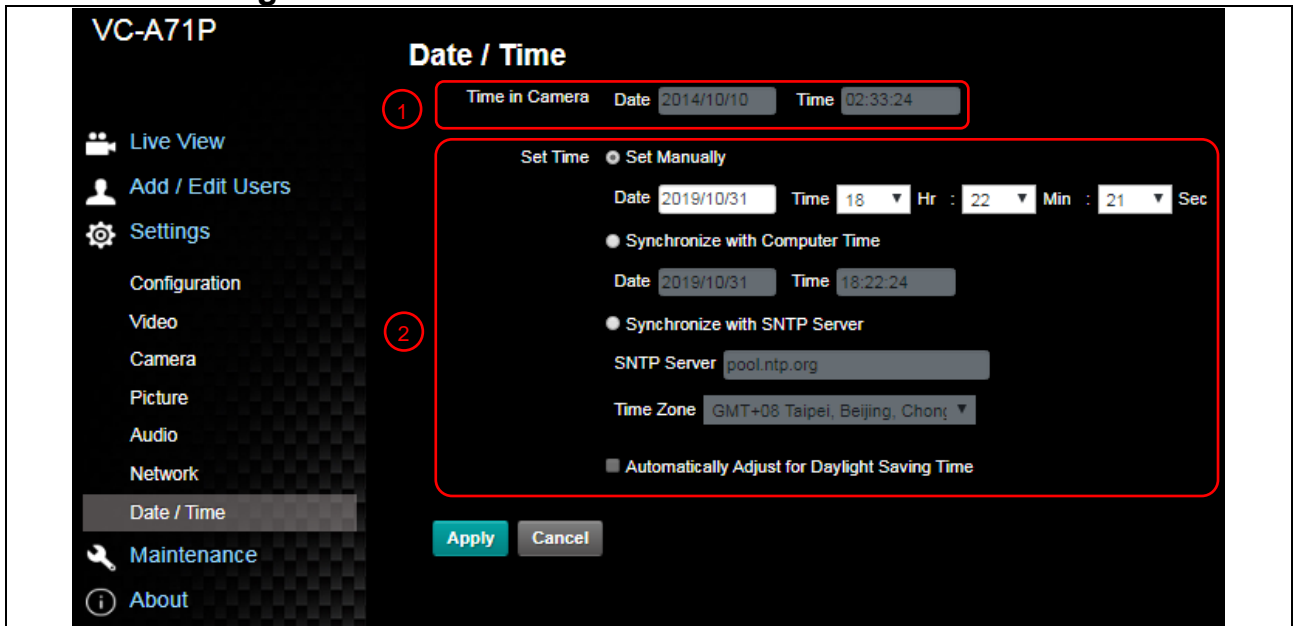 VC-A71P
Live View
Add / Edit Users
Settings
Configuration
Video
Camera
Picture
Audio
Network
Date / Time
Maintenance
About
Date / Time
1
Time in Camera Date 2014/10/10 Time 02:33:24
2
Set Time Set Manually
Date 2019/10/31 Time 18 Hr : 22 Min : 21 Sec
Synchronize with Computer Time
Date 2019/10/31 Time 18:22:24
Synchronize with SNTP Server
SNTP Server pool.ntp.org
Time Zone GMT+08 Taipei, Beijing, Chong
Automatically Adjust for Daylight Saving Time
Apply Cancel